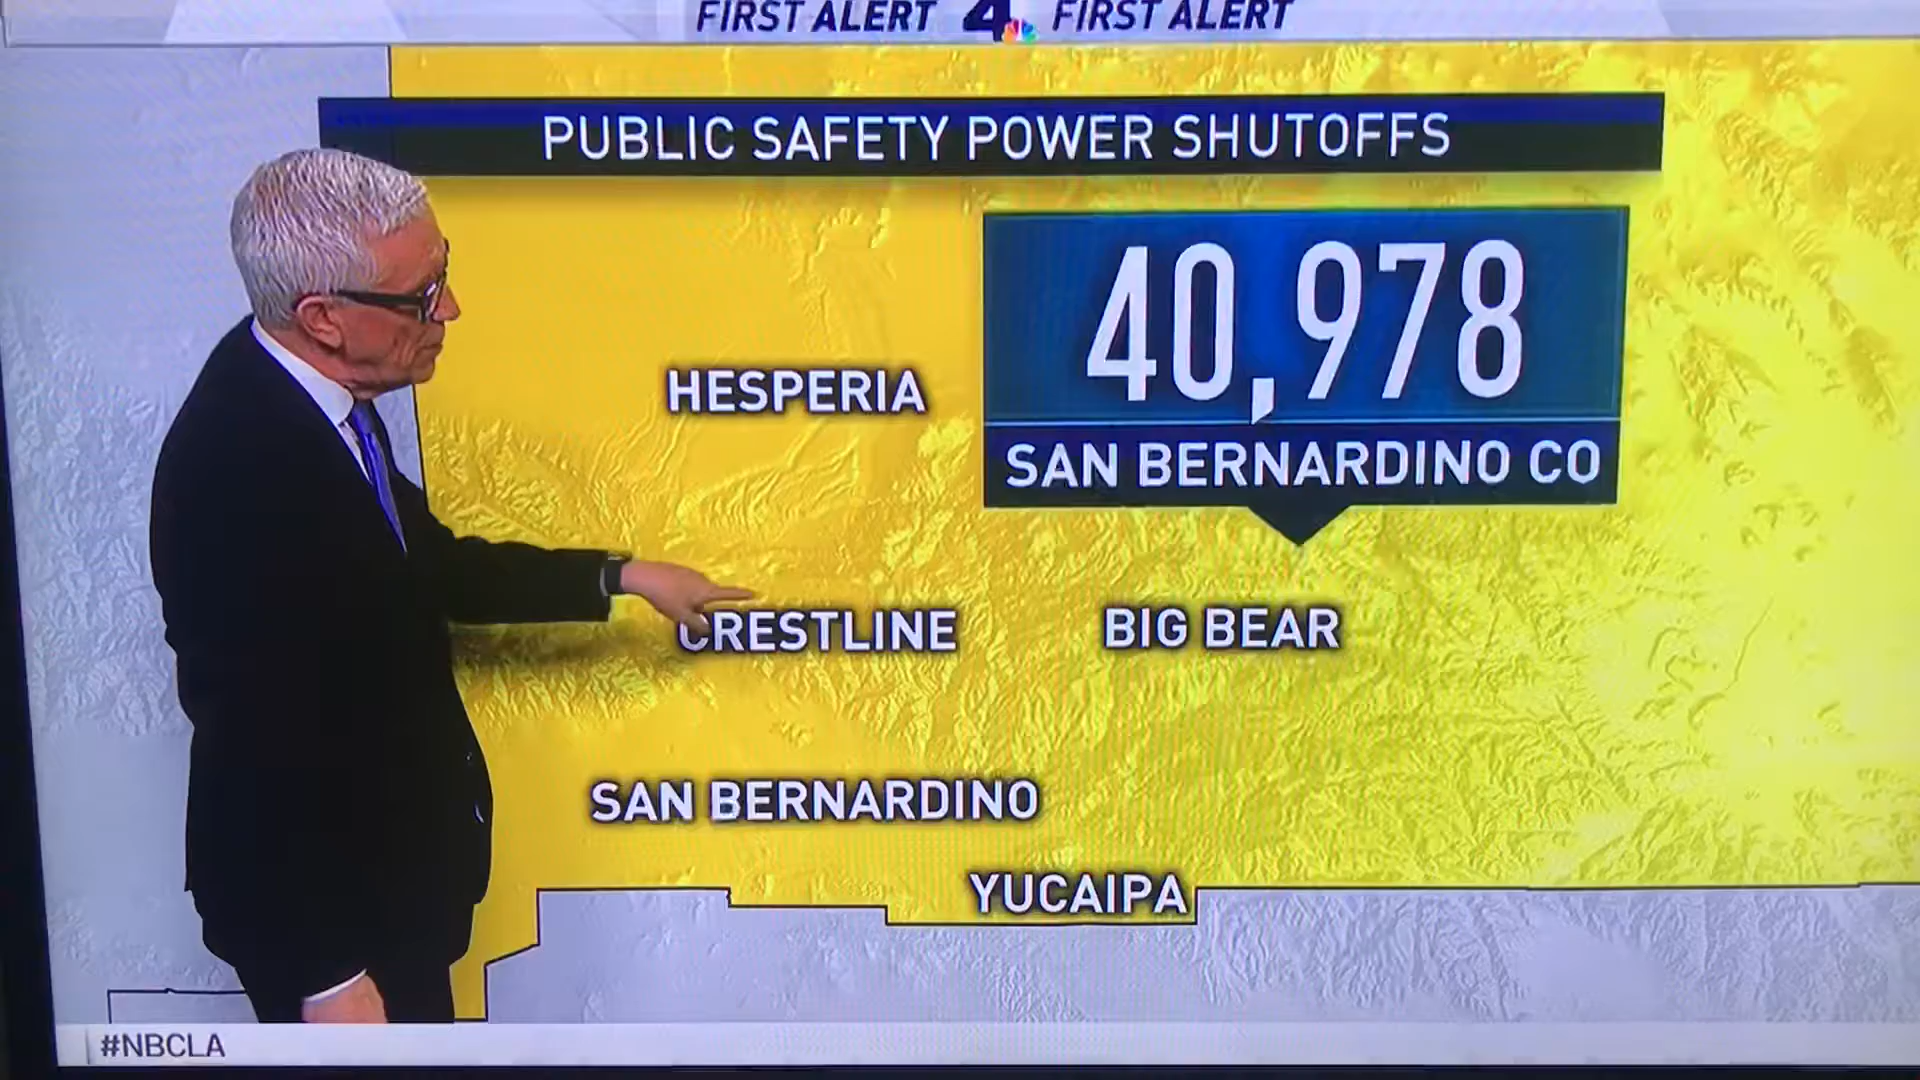 FIRST ALERT 4 FIRST ALERT
PUBLIC SAFETY POWER SHUTOFFS
40,978
SAN BERNARDINO CO
HESPERIA
CRESTLINE
BIG BEAR
SAN BERNARDINO
YUCAIPA
#NBCLA